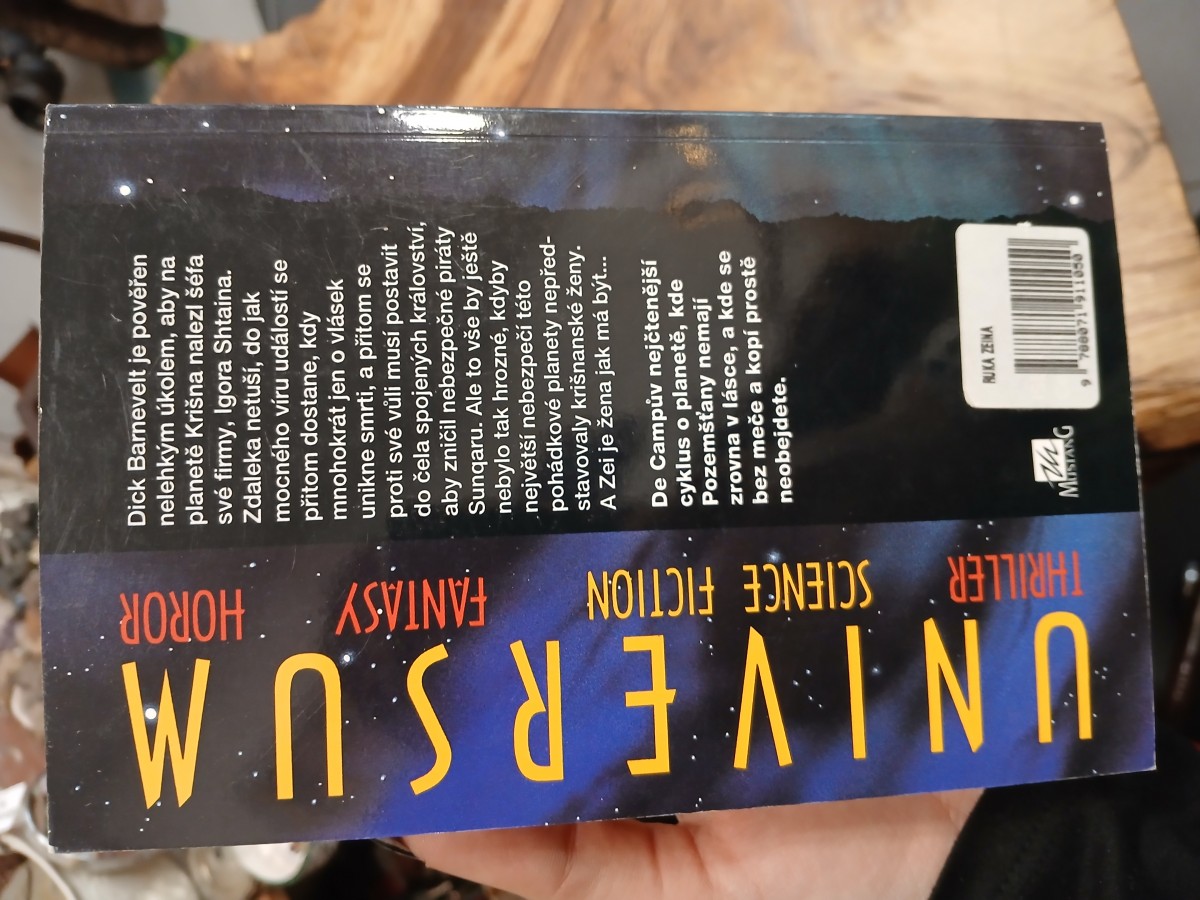 Dick Barnevelt je pověřen
nelehkým úkolem, aby na
planetě Krišna nalezl šéfa
své firmy, Igora Shtaina.
Zdaleka netuší, do jak
mocného víru událostí se
přitom dostane, kdy
mnohokrát jen o vlásek
unikne smrti, a přitom se
proti své vůli musí postavit
do čela spojených království,
aby zničil nebezpečné piráty
Sunqaru. Ale to vše by ještě
nebylo tak hrozné, kdyby
největší nebezpečí této
pohádkové planety nepřed-
stavovaly krišnanské ženy.
A Zei je žena jak má být...
De Campův nejčtenější
cyklus o planetě, kde
Pozemšťany nemají
zrovna v lásce, a kde se
bez meče a kopí prostě
neobejdete.
MUSTANG
RUKA ZEINA
9 788071 911050
UNIVERSUM
THRILLER SCIENCE FICTION FANTASY HOROR